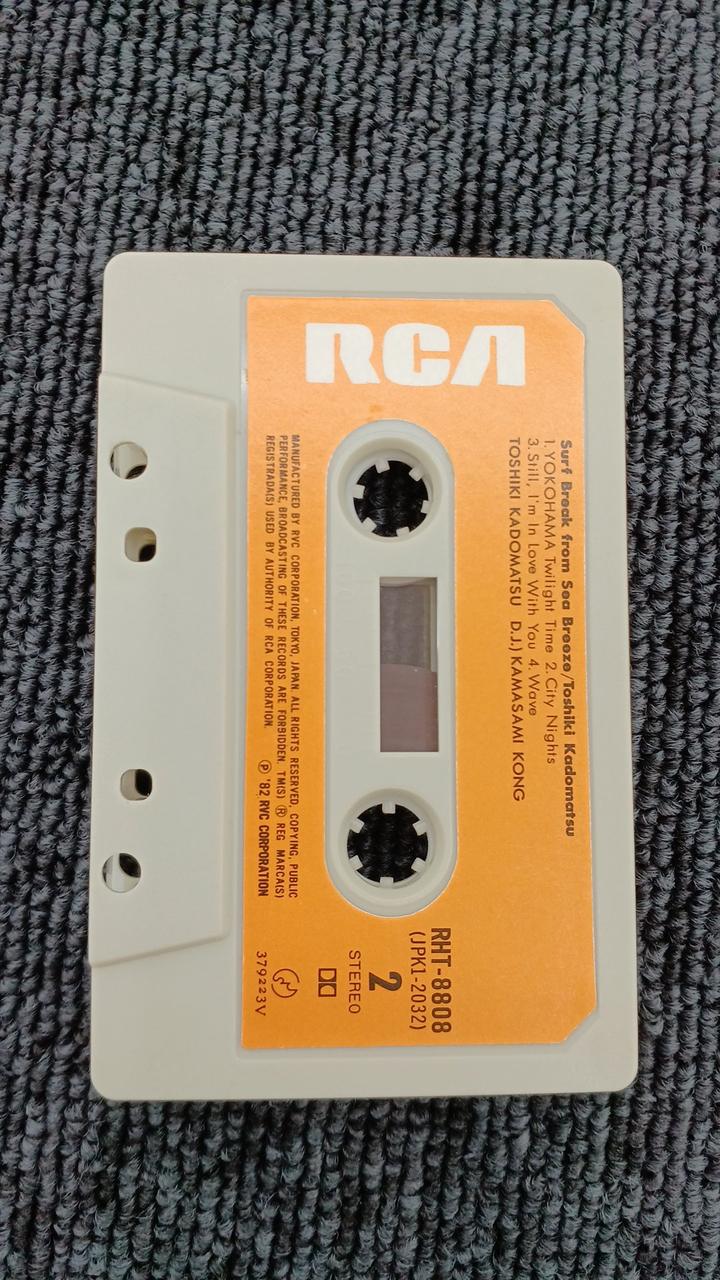 RCA
Surf Break from Sea Breeze/Toshiki Kadomatsu
1.YOKOHAMA Twilight Time 2.City Nights
3.Still, I'm In Love With You 4.Wave
TOSHIKI KADOMATSU D.J.) KAMASAMI KONG
RHT-8808
(JPK1-2032)
2
STEREO
MANUFACTURED BY RVC CORPORATION, TOKYO, JAPAN. ALL RIGHTS RESERVED, COPYING, PUBLIC
PERFORMANCE, BROADCASTING OF THESE RECORDS ARE FORBIDDEN. TM(S) ® REG MARCA(S)
REGISTRADA(S) USED BY AUTHORITY OF RCA CORPORATION. ℗ '82 RVC CORPORATION
379223V